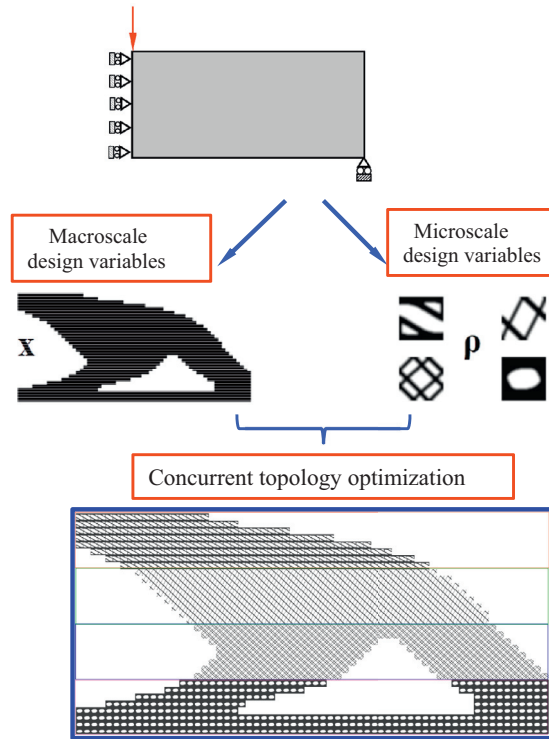 Macroscale
design variables
Microscale
design variables
x
ρ
Concurrent topology optimization